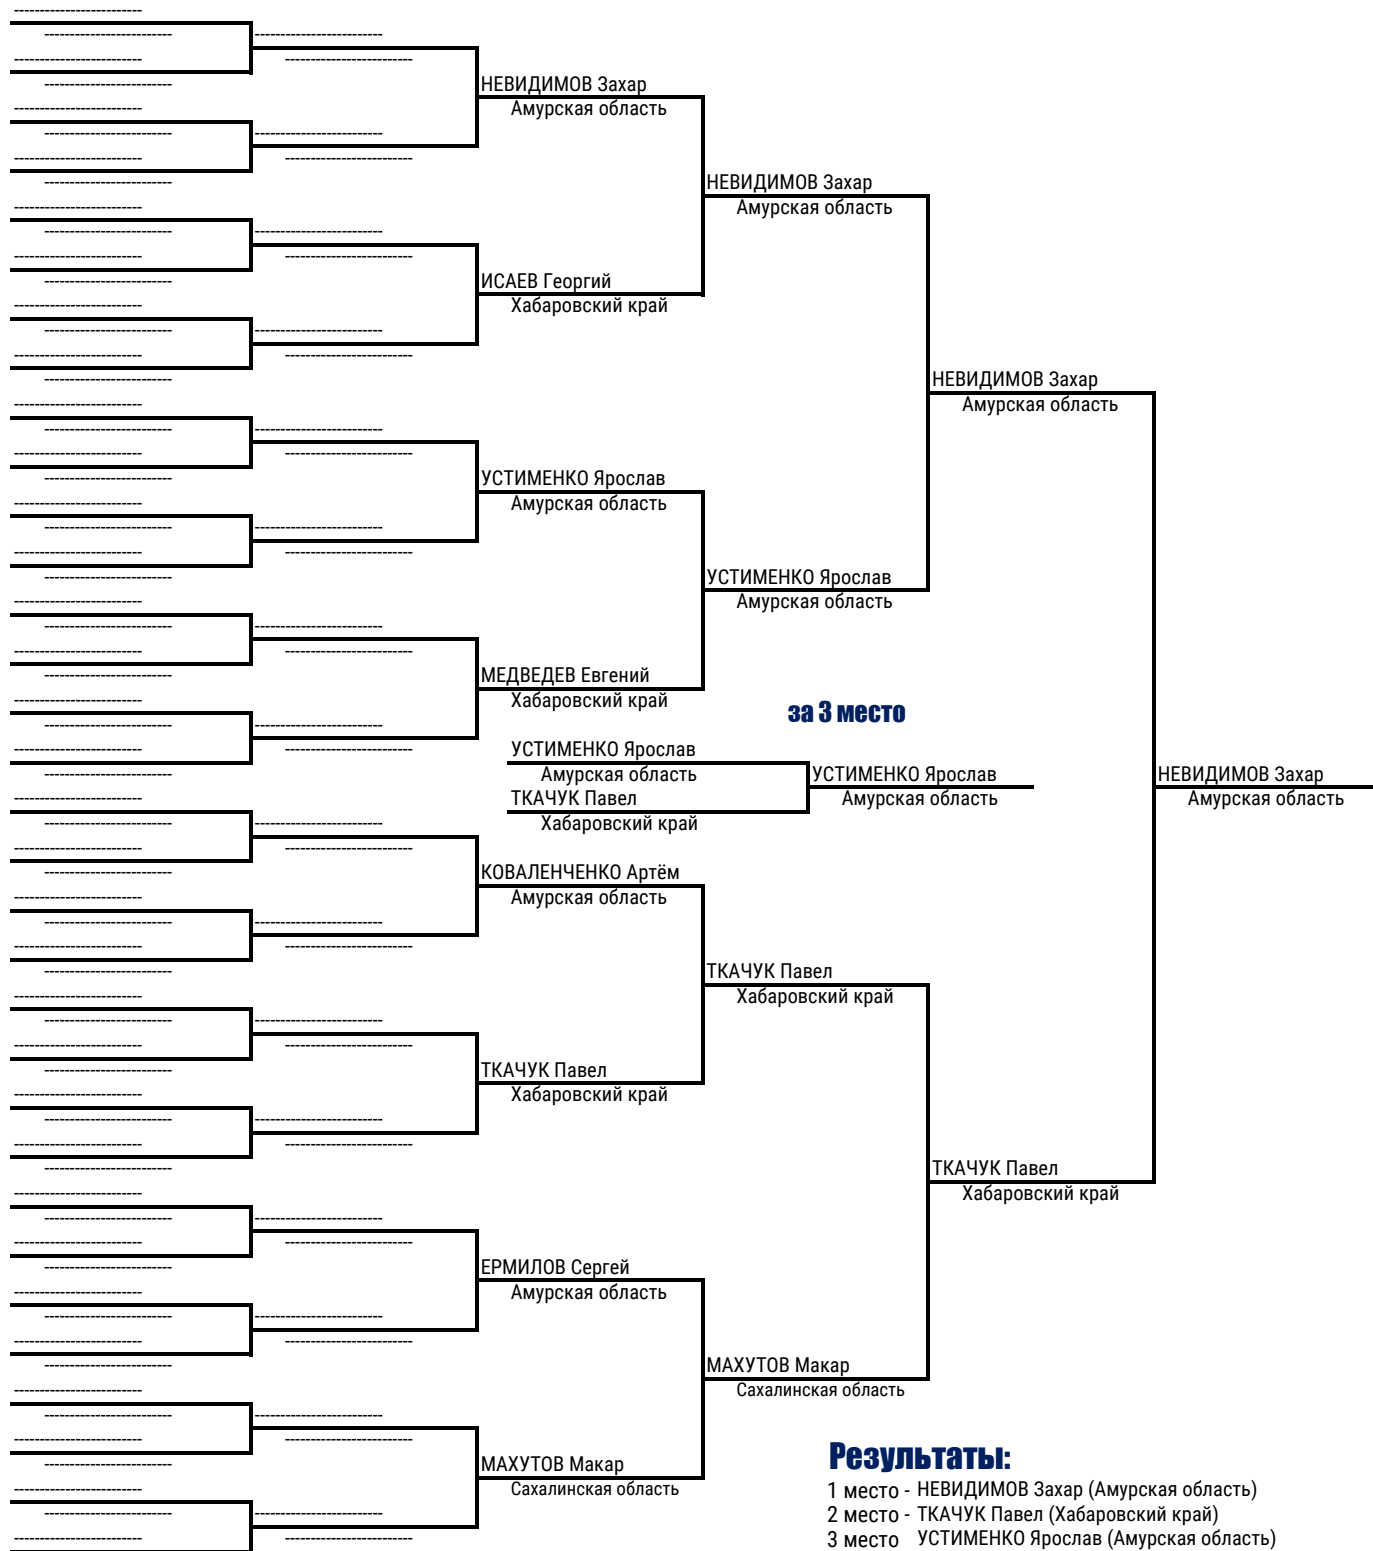 НЕВИДИМОВ Захар
Амурская область
НЕВИДИМОВ Захар
Амурская область
ИСАЕВ Георгий
Хабаровский край
НЕВИДИМОВ Захар
Амурская область
УСТИМЕНКО Ярослав
Амурская область
УСТИМЕНКО Ярослав
Амурская область
МЕДВЕДЕВ Евгений
Хабаровский край
за 3 место
УСТИМЕНКО Ярослав
Амурская область
УСТИМЕНКО Ярослав
Амурская область
ТКАЧУК Павел
Хабаровский край
НЕВИДИМОВ Захар
Амурская область
КОВАЛЕНЧЕНКО Артём
Амурская область
ТКАЧУК Павел
Хабаровский край
ТКАЧУК Павел
Хабаровский край
ТКАЧУК Павел
Хабаровский край
ЕРМИЛОВ Сергей
Амурская область
МАХУТОВ Макар
Сахалинская область
МАХУТОВ Макар
Сахалинская область
Результаты:
1 место - НЕВИДИМОВ Захар (Амурская область)
2 место - ТКАЧУК Павел (Хабаровский край)
3 место УСТИМЕНКО Ярослав (Амурская область)